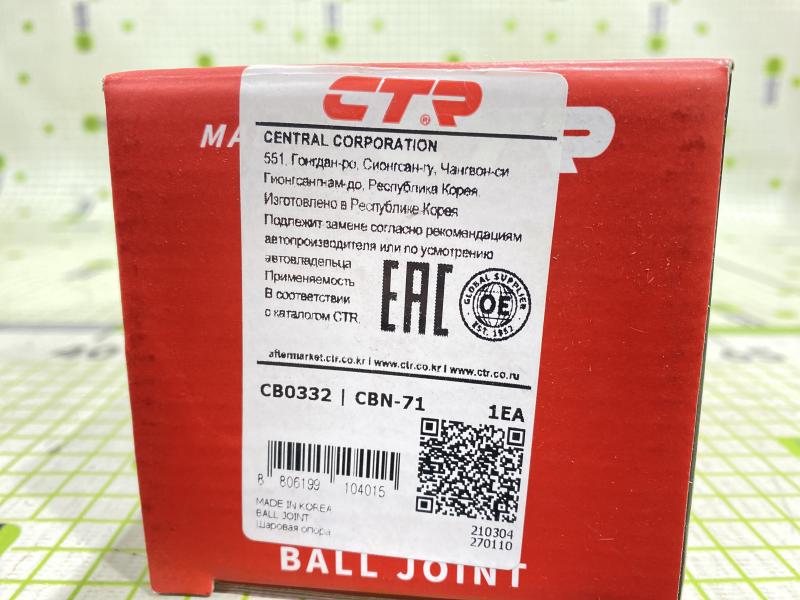 CTR®
MA
R
CENTRAL CORPORATION
551, Гонгдан-ро, Сионгсан-гу, Чангвон-си
Гионгсангнам-до, Республика Корея.
Изготовлено в Республике Корея
Подлежит замене согласно рекомендациям
автопроизводителя или по усмотрению
автовладельца
Применяемость
В соответствии
с каталогом CTR.
EAC
GLOBAL SUPPLIER
OE
EST. 1952
aftermarket.ctr.co.kr | www.ctr.co.kr | www.ctr.co.ru
CB0332 | CBN-71
1EA
8 806199 104015
MADE IN KOREA
BALL JOINT
Шаровая опора
210304
270110
BALL JOINT